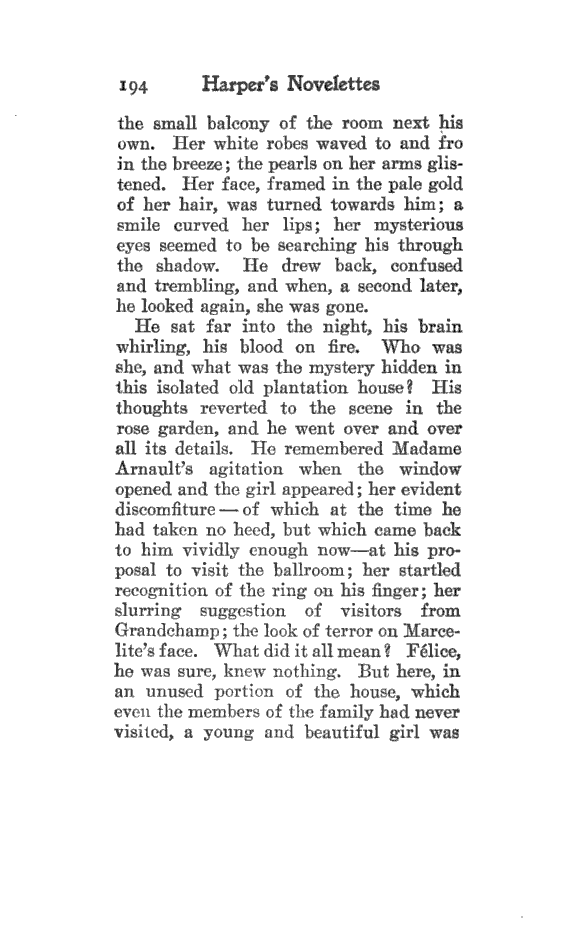 194 Harper's Novelettes
the small balcony of the room next his
own. Her white robes waved to and fro
in the breeze; the pearls on her arms glis-
tened. Her face, framed in the pale gold
of her hair, was turned towards him; a
smile curved her lips; her mysterious
eyes seemed to be searching his through
the shadow. He drew back, confused
and trembling, and when, a second later,
he looked again, she was gone.
He sat far into the night, his brain
whirling, his blood on fire. Who was
she, and what was the mystery hidden in
this isolated old plantation house? His
thoughts reverted to the scene in the
rose garden, and he went over and over
all its details. He remembered Madame
Arnault's agitation when the window
opened and the girl appeared; her evident
discomfiture — of which at the time he
had taken no heed, but which came back
to him vividly enough now—at his pro-
posal to visit the ballroom; her startled
recognition of the ring on his finger; her
slurring suggestion of visitors from
Grandchamp; the look of terror on Marce-
lite's face. What did it all mean? Félice,
he was sure, knew nothing. But here, in
an unused portion of the house, which
even the members of the family had never
visited, a young and beautiful girl was